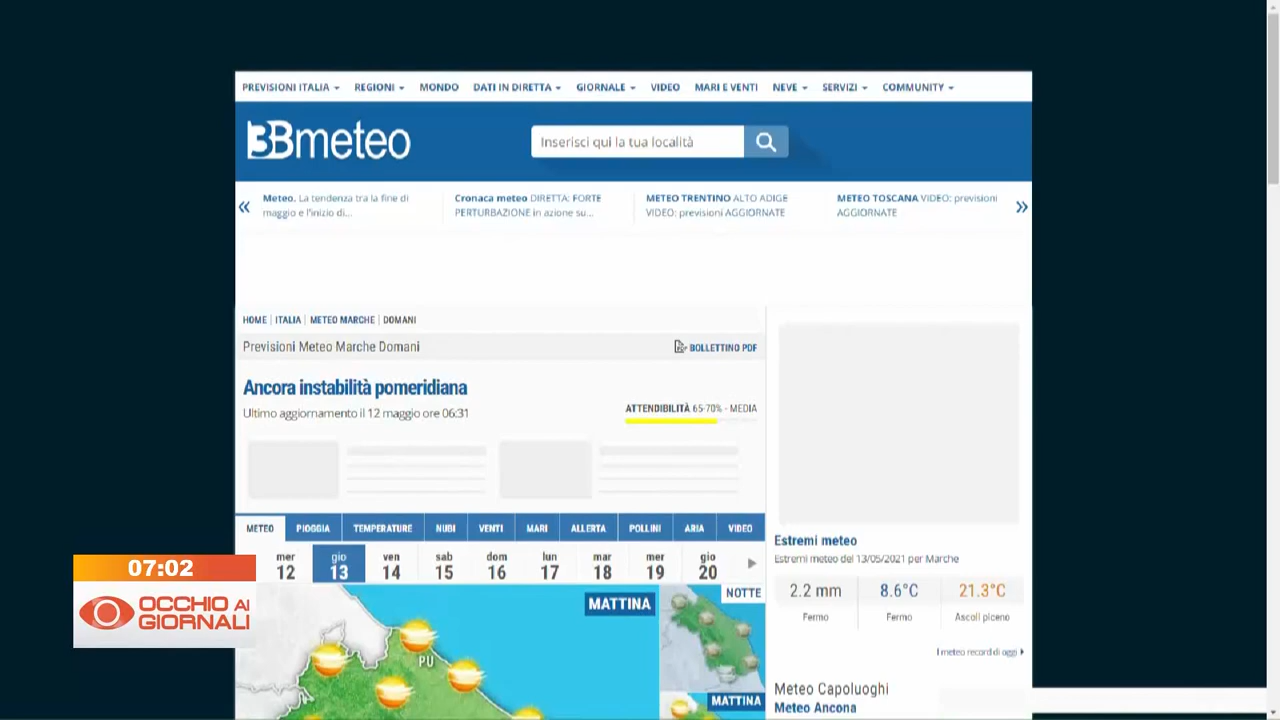 PREVISIONI ITALIA REGIONI MONDO DATI IN DIRETTA GIORNALE VIDEO MARI E VENTI NEVE SERVIZI COMMUNITY
3Bmeteo
Inserisci qui la tua località
Meteo. La tendenza tra la fine di
maggio e l'inizio di...
Cronaca meteo DIRETTA: FORTE
PERTURBAZIONE in azione su...
METEO TRENTINO ALTO ADIGE
VIDEO: previsioni AGGIORNATE
METEO TOSCANA VIDEO: previsioni
AGGIORNATE
HOME | ITALIA | METEO MARCHE | DOMANI
Previsioni Meteo Marche Domani
BOLLETTINO PDF
Ancora instabilità pomeridiana
Ultimo aggiornamento il 12 maggio ore 06:31
ATTENDIBILITÀ 65-70% - MEDIA
METEO PIOGGIA TEMPERATURE NUBI VENTI MARI ALLERTA POLLINI ARIA VIDEO
mer gio ven sab dom lun mar mer gio
12 13 14 15 16 17 18 19 20
MATTINA
NOTTE
PU
MATTINA
Estremi meteo
Estremi meteo del 13/05/2021 per Marche
2.2 mm 8.6°C 21.3°C
Fermo Fermo Ascoli piceno
I meteo record di oggi
Meteo Capoluoghi
Meteo Ancona
07:02
OCCHIO AI
GIORNALI